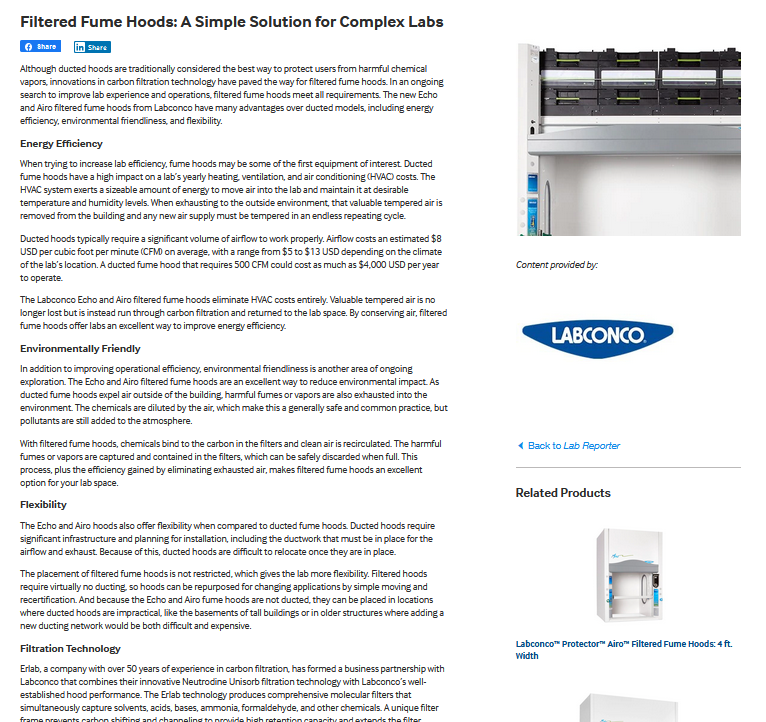 Filtered Fume Hoods: A Simple Solution for Complex Labs
Share
Share
Although ducted hoods are traditionally considered the best way to protect users from harmful chemical
vapors, innovations in carbon filtration technology have paved the way for filtered fume hoods. In an ongoing
search to improve lab experience and operations, filtered fume hoods meet all requirements. The new Echo
and Airo filtered fume hoods from Labconco have many advantages over ducted models, including energy
efficiency, environmental friendliness, and flexibility.
Energy Efficiency
When trying to increase lab efficiency, fume hoods may be some of the first equipment of interest. Ducted
fume hoods have a high impact on a lab's yearly heating, ventilation, and air conditioning (HVAC) costs. The
HVAC system exerts a sizeable amount of energy to move air into the lab and maintain it at desirable
temperature and humidity levels. When exhausting to the outside environment, that valuable tempered air is
removed from the building and any new air supply must be tempered in an endless repeating cycle.
Ducted hoods typically require a significant volume of airflow to work properly. Airflow costs an estimated $8
USD per cubic foot per minute (CFM) on average, with a range from $5 to $13 USD depending on the climate
of the lab's location. A ducted fume hood that requires 500 CFM could cost as much as $4,000 USD per year
to operate.
The Labconco Echo and Airo filtered fume hoods eliminate HVAC costs entirely. Valuable tempered air is no
longer lost but is instead run through carbon filtration and returned to the lab space. By conserving air, filtered
fume hoods offer labs an excellent way to improve energy efficiency.
Environmentally Friendly
In addition to improving operational efficiency, environmental friendliness is another area of ongoing
exploration. The Echo and Airo filtered fume hoods are an excellent way to reduce environmental impact. As
ducted fume hoods expel air outside of the building, harmful fumes or vapors are also exhausted into the
environment. The chemicals are diluted by the air, which make this a generally safe and common practice, but
pollutants are still added to the atmosphere.
With filtered fume hoods, chemicals bind to the carbon in the filters and clean air is recirculated. The harmful
fumes or vapors are captured and contained in the filters, which can be safely discarded when full. This
process, plus the efficiency gained by eliminating exhausted air, makes filtered fume hoods an excellent
option for your lab space.
Flexibility
The Echo and Airo hoods also offer flexibility when compared to ducted fume hoods. Ducted hoods require
significant infrastructure and planning for installation, including the ductwork that must be in place for the
airflow and exhaust. Because of this, ducted hoods are difficult to relocate once they are in place.
The placement of filtered fume hoods is not restricted, which gives the lab more flexibility. Filtered hoods
require virtually no ducting, so hoods can be repurposed for changing applications by simple moving and
recertification. And because the Echo and Airo fume hoods are not ducted, they can be placed in locations
where ducted hoods are impractical, like the basements of tall buildings or in older structures where adding a
new ducting network would be both difficult and expensive.
Filtration Technology
Erlab, a company with over 50 years of experience in carbon filtration, has formed a business partnership with
Labconco that combines their innovative Neutrodine Unisorb filtration technology with Labconco's well-
established hood performance. The Erlab technology produces comprehensive molecular filters that
simultaneously capture solvents, acids, bases, ammonia, formaldehyde, and other chemicals. A unique filter
frame prevents carbon shifting and channeling to provide high retention capacity and extends the filter
Content provided by:
LABCONCO
Back to Lab Reporter
Related Products
Labconco™ Protector™ Airo™ Filtered Fume Hoods: 4 ft.
Width